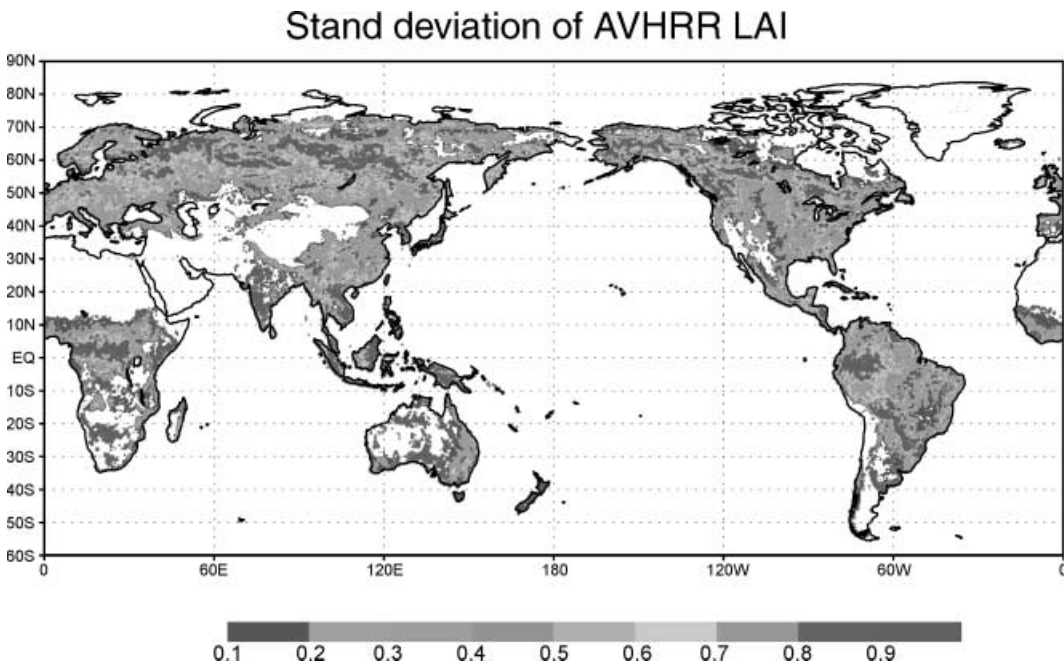 Stand deviation of AVHRR LAI
90N
80N
70N
60N
50N
40N
30N
20N
10N
EQ
10S
20S
30S
40S
50S
60S
0 60E 120E 180 120W 60W 0
0.1 0.2 0.3 0.4 0.5 0.6 0.7 0.8 0.9